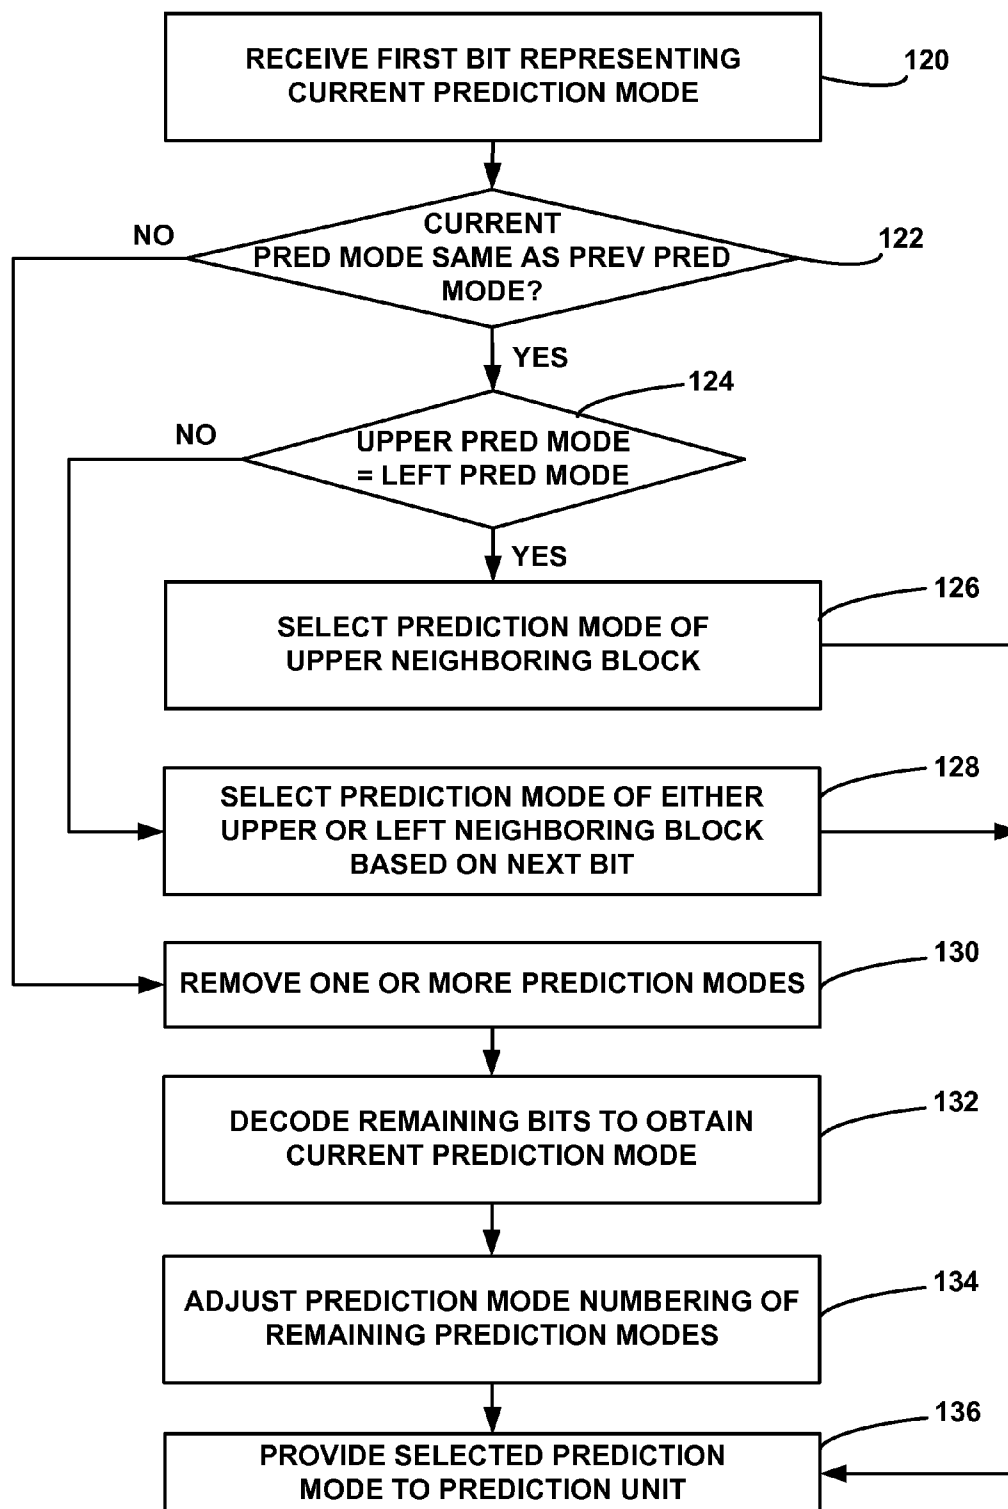 RECEIVE FIRST BIT REPRESENTING
CURRENT PREDICTION MODE
120
CURRENT
PRED MODE SAME AS PREV PRED
MODE?
122
NO
YES
124
UPPER PRED MODE
= LEFT PRED MODE
NO
YES
126
SELECT PREDICTION MODE OF
UPPER NEIGHBORING BLOCK
128
SELECT PREDICTION MODE OF EITHER
UPPER OR LEFT NEIGHBORING BLOCK
BASED ON NEXT BIT
130
REMOVE ONE OR MORE PREDICTION MODES
132
DECODE REMAINING BITS TO OBTAIN
CURRENT PREDICTION MODE
134
ADJUST PREDICTION MODE NUMBERING OF
REMAINING PREDICTION MODES
136
PROVIDE SELECTED PREDICTION
MODE TO PREDICTION UNIT